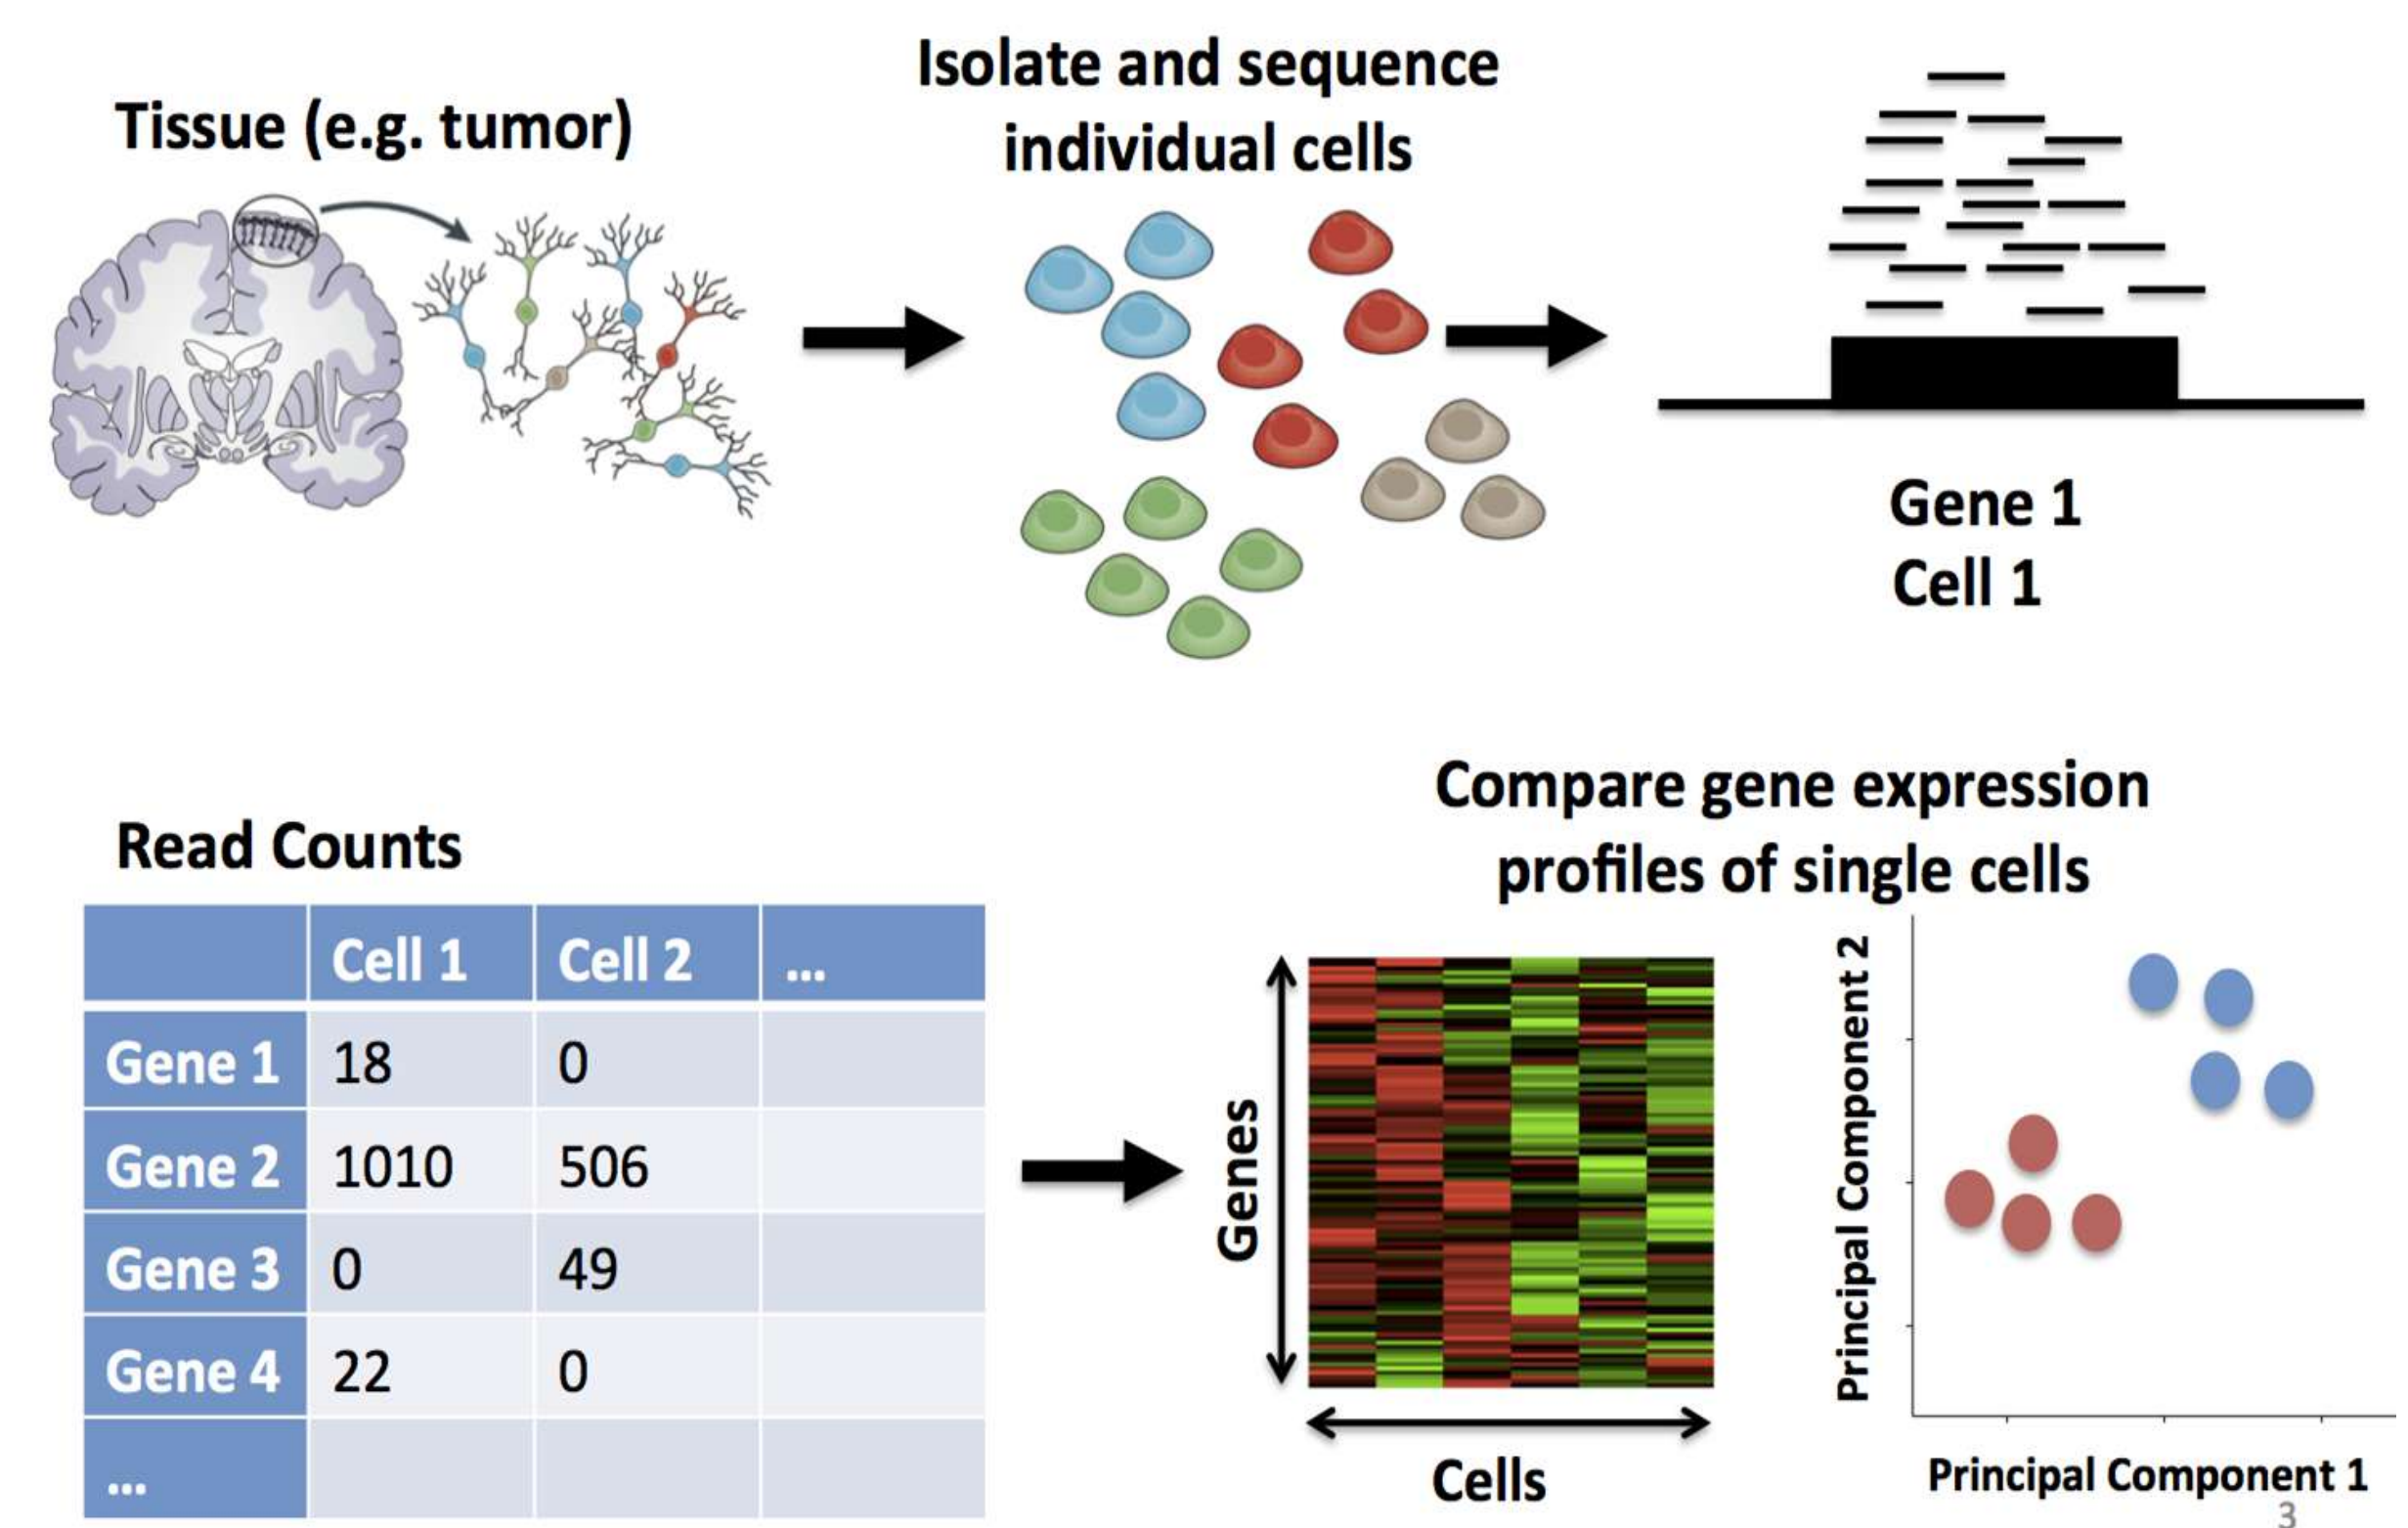 Tissue (e.g. tumor)
Isolate and sequence
individual cells
Gene 1
Cell 1
Read Counts
Cell 1 Cell 2 ...
Gene 1 18 0
Gene 2 1010 506
Gene 3 0 49
Gene 4 22 0
...
Compare gene expression
profiles of single cells
Genes
Cells
Principal Component 2
Principal Component 1
3